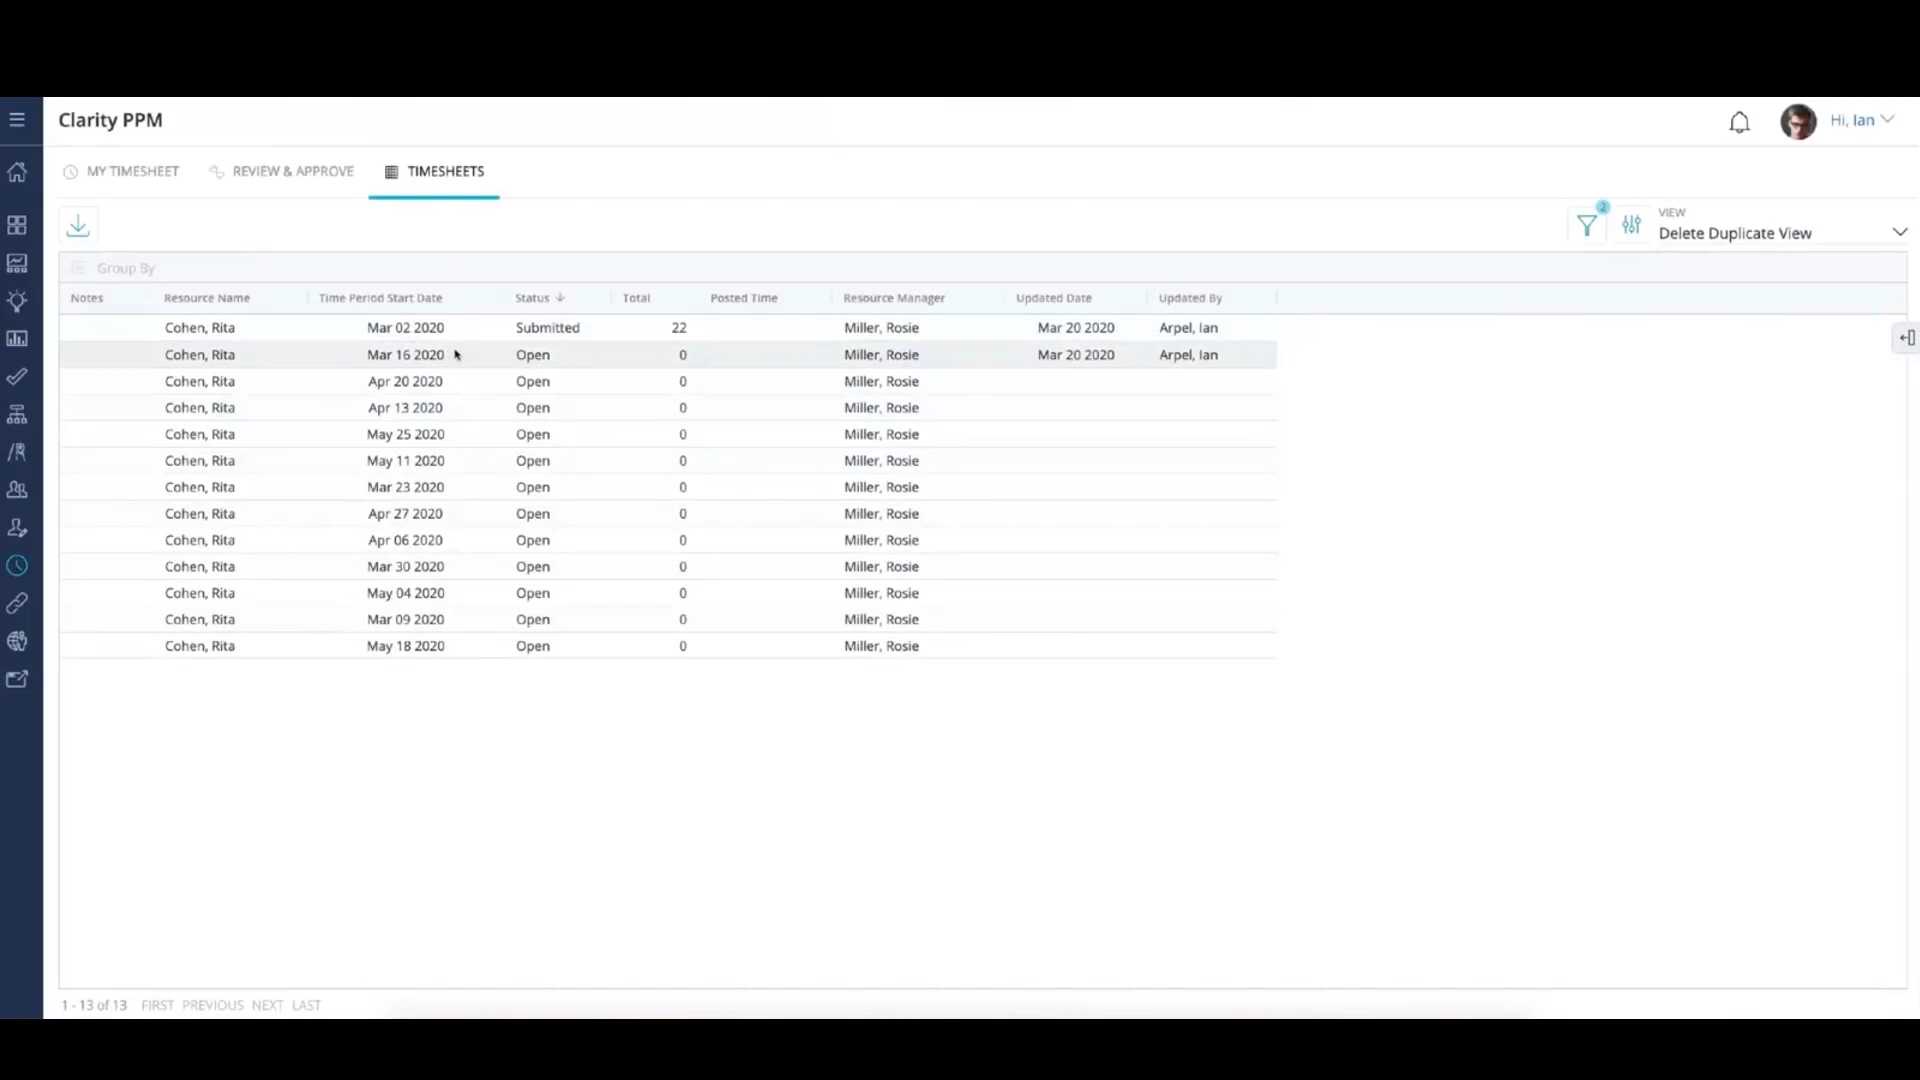 Clarity PPM
Hi, Ian
MY TIMESHEET REVIEW & APPROVE TIMESHEETS
2
VIEW
Delete Duplicate View
Group By
Notes Resource Name Time Period Start Date Status Total Posted Time Resource Manager Updated Date Updated By
Cohen, Rita Mar 02 2020 Submitted 22 Miller, Rosie Mar 20 2020 Arpel, Ian
Cohen, Rita Mar 16 2020 Open 0 Miller, Rosie Mar 20 2020 Arpel, Ian
Cohen, Rita Apr 20 2020 Open 0 Miller, Rosie
Cohen, Rita Apr 13 2020 Open 0 Miller, Rosie
Cohen, Rita May 25 2020 Open 0 Miller, Rosie
Cohen, Rita May 11 2020 Open 0 Miller, Rosie
Cohen, Rita Mar 23 2020 Open 0 Miller, Rosie
Cohen, Rita Apr 27 2020 Open 0 Miller, Rosie
Cohen, Rita Apr 06 2020 Open 0 Miller, Rosie
Cohen, Rita Mar 30 2020 Open 0 Miller, Rosie
Cohen, Rita May 04 2020 Open 0 Miller, Rosie
Cohen, Rita Mar 09 2020 Open 0 Miller, Rosie
Cohen, Rita May 18 2020 Open 0 Miller, Rosie
1 - 13 of 13 FIRST PREVIOUS NEXT LAST